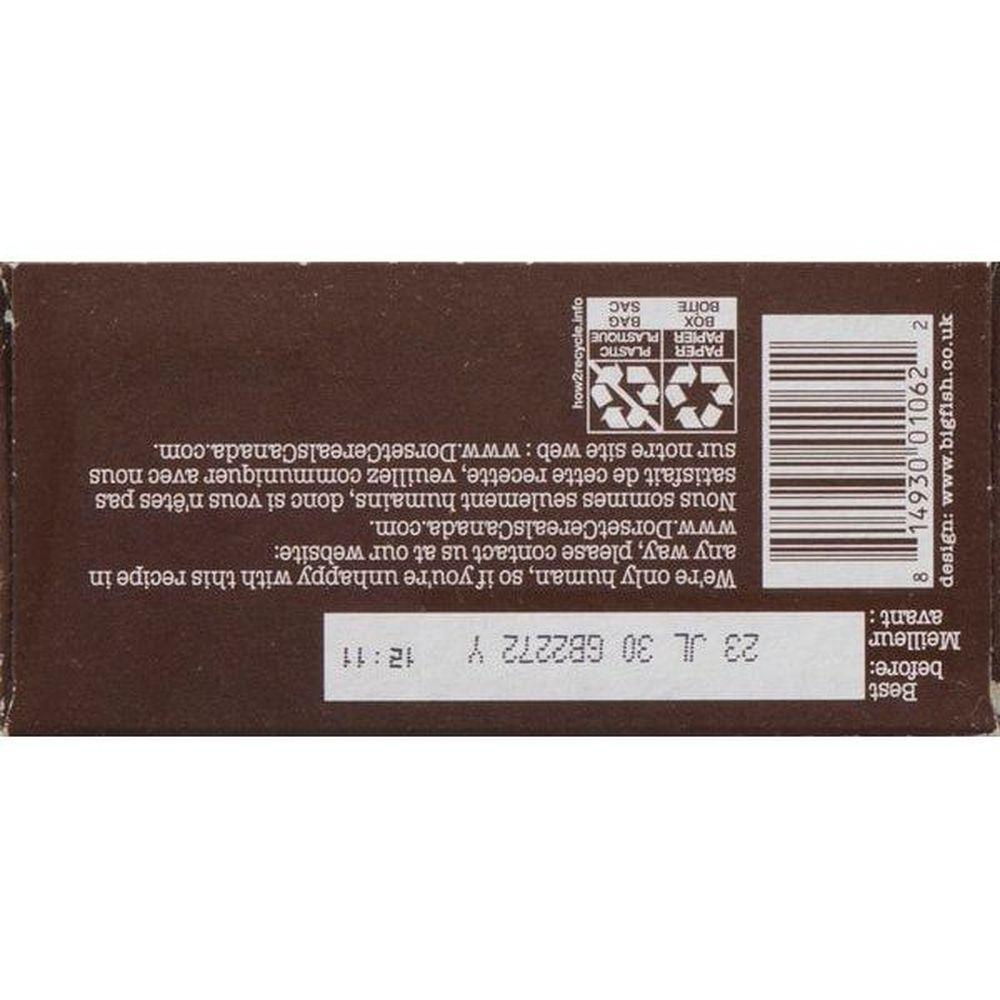 Best
before:
Meilleur
avant :
23 JL 30 GB2272 Y 12:11
We're only human, so if you're unhappy with this recipe in
any way, please contact us at our website:
www.DorsetCerealsCanada.com.
Nous sommes seulement humains, donc si vous n'êtes pas
satisfait de cette recette, veuillez communiquer avec nous
sur notre site web : www.DorsetCerealsCanada.com.
PAPER
PAPIER
BOX
BOÎTE
PLASTIC
PLASTIQUE
BAG
SAC
how2recycle.info
8 14930 01062 2
design: www.bigfish.co.uk